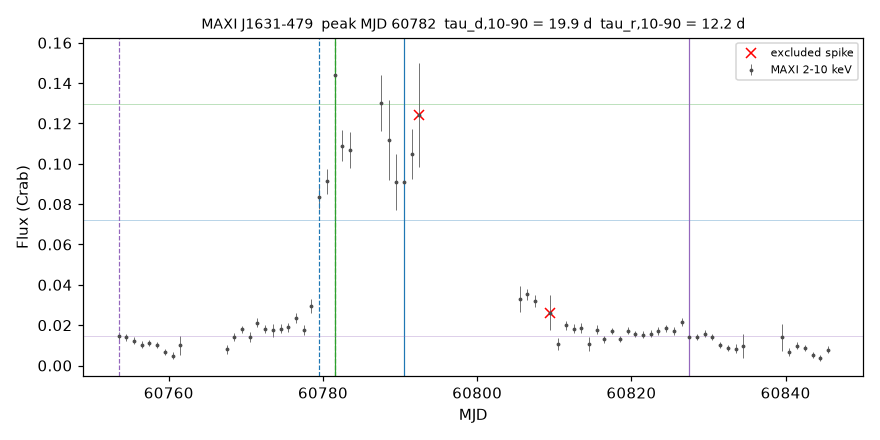 MAXI J1631-479  peak MJD 60782  tau_d,10-90 = 19.9 d  tau_r,10-90 = 12.2 d
0.16
0.14
0.12
0.10
0.08
0.06
0.04
0.02
0.00
Flux (Crab)
excluded spike
MAXI 2-10 keV
60760
60780
60800
60820
60840
MJD